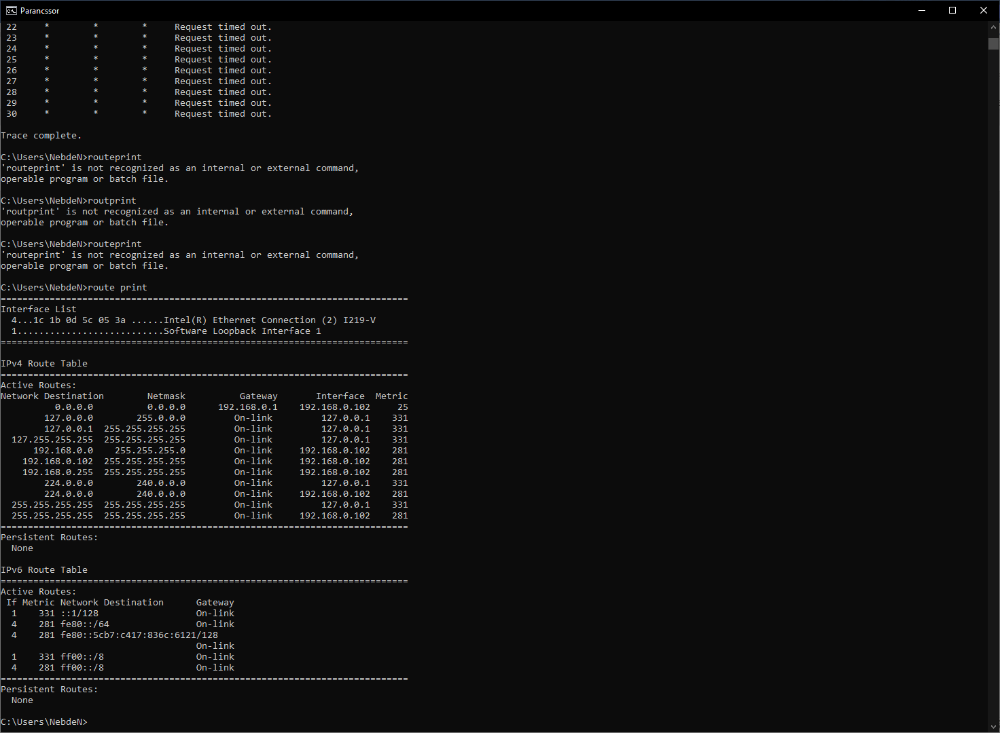 Parancssor
22 * * * Request timed out.
23 * * * Request timed out.
24 * * * Request timed out.
25 * * * Request timed out.
26 * * * Request timed out.
27 * * * Request timed out.
28 * * * Request timed out.
29 * * * Request timed out.
30 * * * Request timed out.
Trace complete.
C:\Users\NebdeN>routeprint
'routeprint' is not recognized as an internal or external command,
operable program or batch file.
C:\Users\NebdeN>routprint
'routprint' is not recognized as an internal or external command,
operable program or batch file.
C:\Users\NebdeN>routeprint
'routeprint' is not recognized as an internal or external command,
operable program or batch file.
C:\Users\NebdeN>route print
===========================================================================
Interface List
4...1c 1b 0d 5c 05 3a ......Intel(R) Ethernet Connection (2) I219-V
1...........................Software Loopback Interface 1
===========================================================================
IPv4 Route Table
===========================================================================
Active Routes:
Network Destination Netmask Gateway Interface Metric
0.0.0.0 0.0.0.0 192.168.0.1 192.168.0.102 25
127.0.0.0 255.0.0.0 On-link 127.0.0.1 331
127.0.0.1 255.255.255.255 On-link 127.0.0.1 331
127.255.255.255 255.255.255.255 On-link 127.0.0.1 331
192.168.0.0 255.255.255.0 On-link 192.168.0.102 281
192.168.0.102 255.255.255.255 On-link 192.168.0.102 281
192.168.0.255 255.255.255.255 On-link 192.168.0.102 281
224.0.0.0 240.0.0.0 On-link 127.0.0.1 331
224.0.0.0 240.0.0.0 On-link 192.168.0.102 281
255.255.255.255 255.255.255.255 On-link 127.0.0.1 331
255.255.255.255 255.255.255.255 On-link 192.168.0.102 281
===========================================================================
Persistent Routes:
None
IPv6 Route Table
===========================================================================
Active Routes:
If Metric Network Destination Gateway
1 331 ::1/128 On-link
4 281 fe80::/64 On-link
4 281 fe80::5cb7:c417:836c:6121/128
On-link
1 331 ff00::/8 On-link
4 281 ff00::/8 On-link
===========================================================================
Persistent Routes:
None
C:\Users\NebdeN>